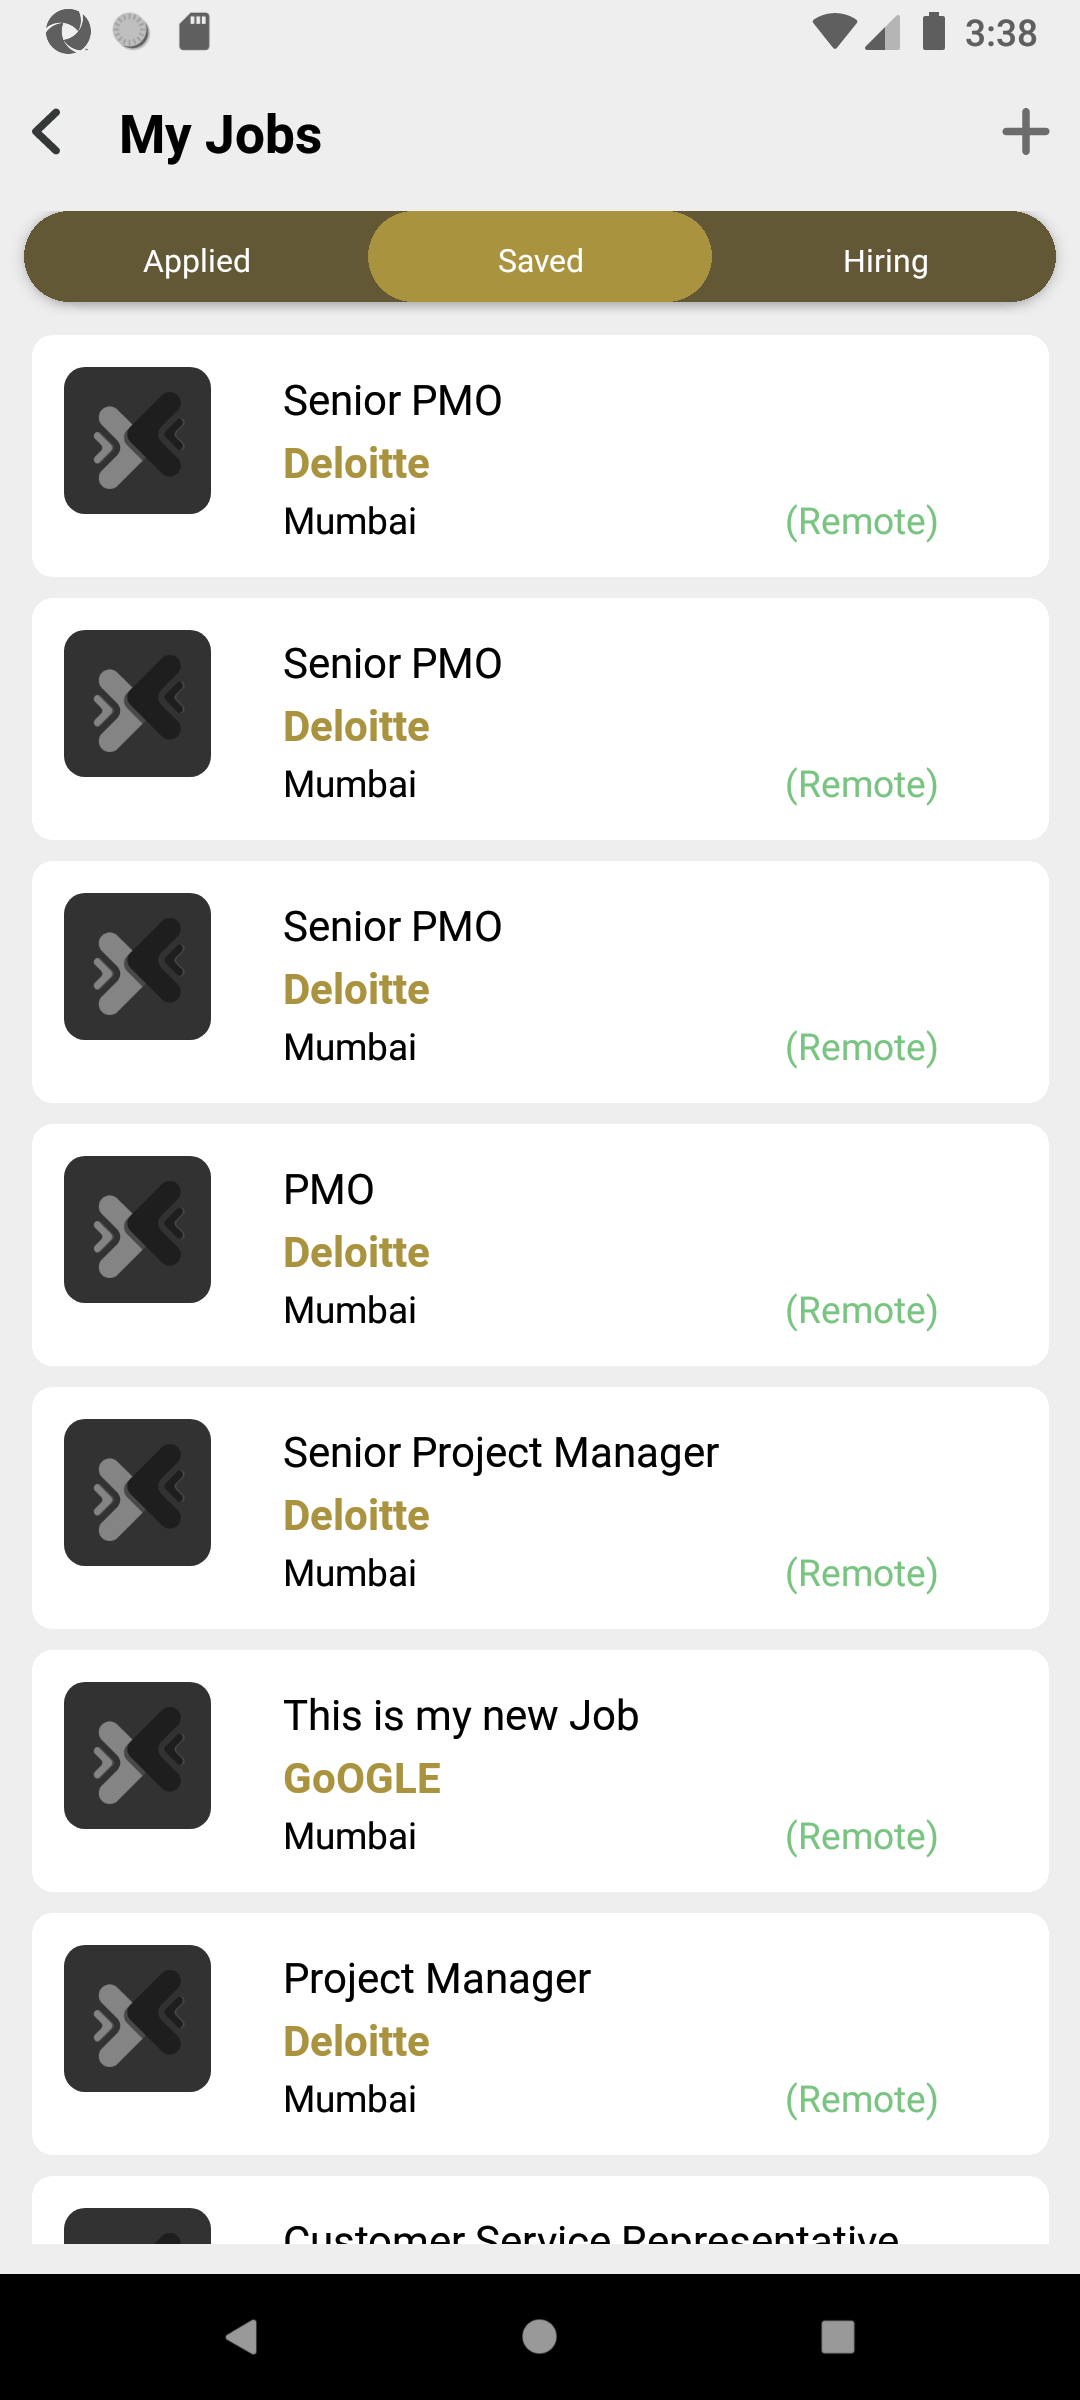 3:38
My Jobs
Applied Saved Hiring
Senior PMO
Deloitte
Mumbai (Remote)
Senior PMO
Deloitte
Mumbai (Remote)
Senior PMO
Deloitte
Mumbai (Remote)
PMO
Deloitte
Mumbai (Remote)
Senior Project Manager
Deloitte
Mumbai (Remote)
This is my new Job
GoOGLE
Mumbai (Remote)
Project Manager
Deloitte
Mumbai (Remote)
Customer Service Representative